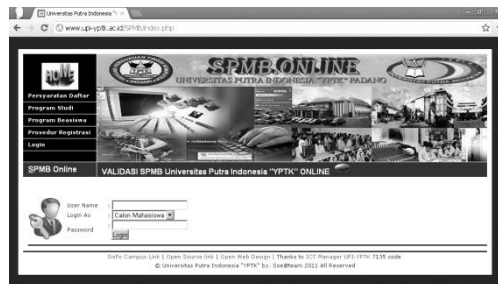 Universitas Putra Indonesia "
www.upi-yptk.ac.id/SPMB/index.php
HOME
SPMB.ONLINE
UNIVERSITAS PUTRA INDONESIA "YPTK" PADANG
Persyaratan Daftar
Program Studi
Program Beasiswa
Prosedur Registrasi
Login
SPMB Online
VALIDASI SPMB Universitas Putra Indonesia "YPTK" ONLINE
User Name :
Login As : Calon Mahasiswa
Password :
Login
Info Campus Link | Open Source link | Open Web Design | Thanks to ICT Manager UPI-YPTK 7135 node
© Universitas Putra Indonesia "YPTK" by. 2011 All Reserved